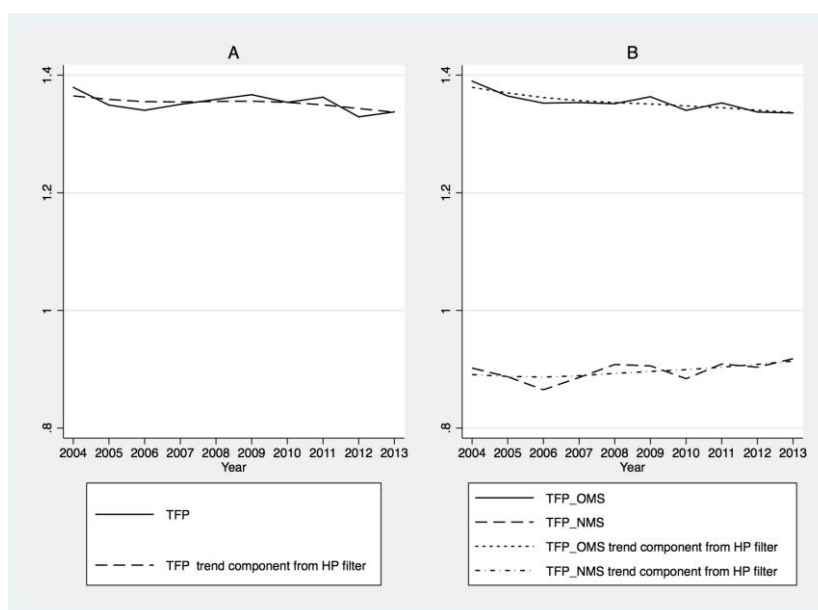 A
1.4
1.2
1
.8
2004 2005 2006 2007 2008 2009 2010 2011 2012 2013
Year
TFP
TFP trend component from HP filter
B
1.4
1.2
1
.8
2004 2005 2006 2007 2008 2009 2010 2011 2012 2013
Year
TFP_OMS
TFP_NMS
TFP_OMS trend component from HP filter
TFP_NMS trend component from HP filter